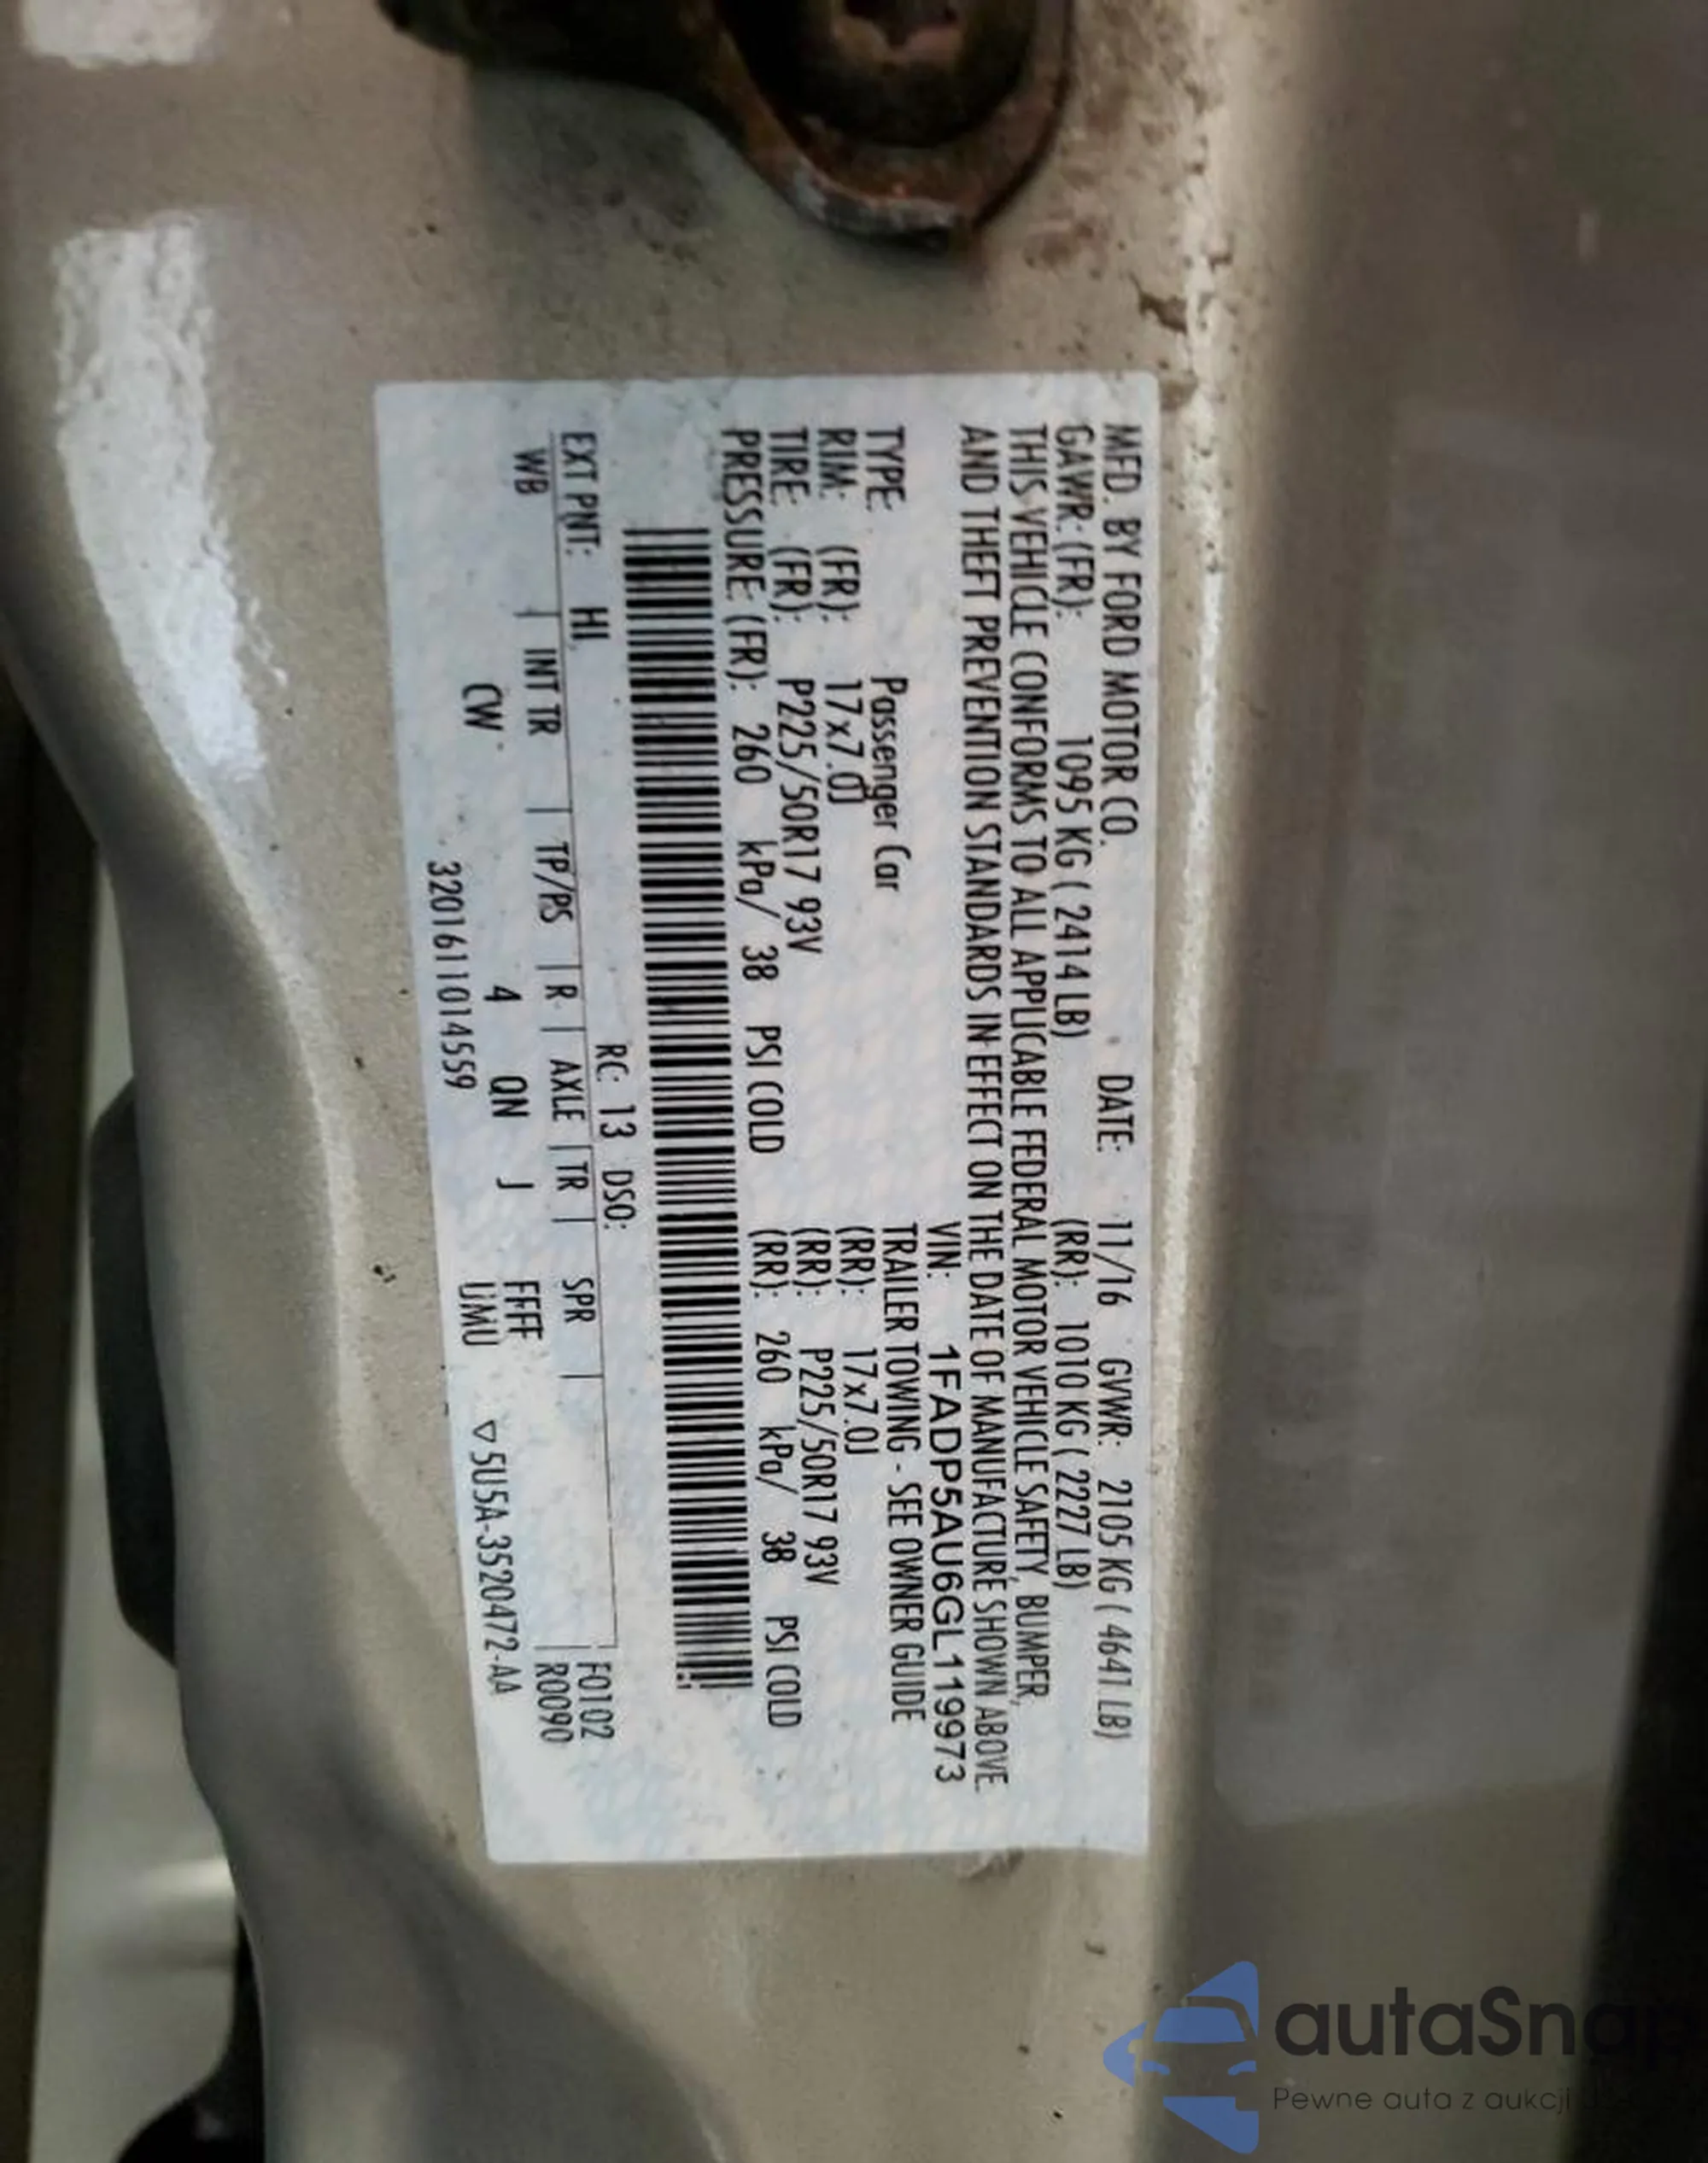 MFD. BY FORD MOTOR CO. DATE: 11/16 GVWR: 2105 KG ( 4641 LB)
GAWR: (FR): 1095 KG ( 2414 LB) (RR): 1010 KG ( 2227 LB)
THIS VEHICLE CONFORMS TO ALL APPLICABLE FEDERAL MOTOR VEHICLE SAFETY, BUMPER,
AND THEFT PREVENTION STANDARDS IN EFFECT ON THE DATE OF MANUFACTURE SHOWN ABOVE.
VIN: 1FADP5AU6GL119973
TYPE: Passenger Car TRAILER TOWING - SEE OWNER GUIDE
RIM: (FR): 17x7.0J (RR): 17x7.0J
TIRE: (FR): P225/50R17 93V (RR): P225/50R17 93V
PRESSURE: (FR): 260 kPa/ 38 PSI COLD (RR): 260 kPa/ 38 PSI COLD
EXT PNT: HI RC: 13 DSO: F0102
WB | INT TR | TP/PS | R | AXLE | TR | SPR | R0090
CW 4 QN J FFFF
UMU
3201611014559 ▽5U5A-3520472-AA
autaSnap
Pewne auta z aukcji